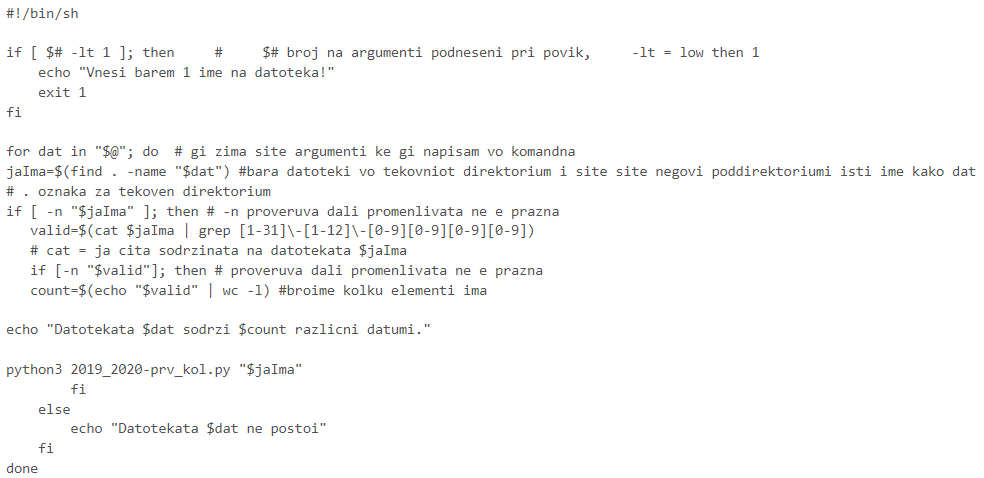 #!/bin/sh

if [ $# -lt 1 ]; then     #     $# broj na argumenti podneseni pri povik,     -lt = low then 1
    echo "Vnesi barem 1 ime na datoteka!"
    exit 1
fi

for dat in "$@"; do  # gi zima site argumenti ke gi napisam vo komandna
jaIma=$(find . -name "$dat") #bara datoteki vo tekovniot direktorium i site site negovi poddirektoriumi isti ime kako dat
# . oznaka za tekoven direktorium
if [ -n "$jaIma" ]; then # -n proveruva dali promenlivata ne e prazna
   valid=$(cat $jaIma | grep [1-31]\-[1-12]\-[0-9][0-9][0-9][0-9])
   # cat = ja cita sodrzinata na datotekata $jaIma
   if [-n "$valid"]; then # proveruva dali promenlivata ne e prazna
   count=$(echo "$valid" | wc -l) #broime kolku elementi ima

echo "Datotekata $dat sodrzi $count razlicni datumi."

python3 2019_2020-prv_kol.py "$jaIma"
        fi
    else
        echo "Datotekata $dat ne postoi"
    fi
done